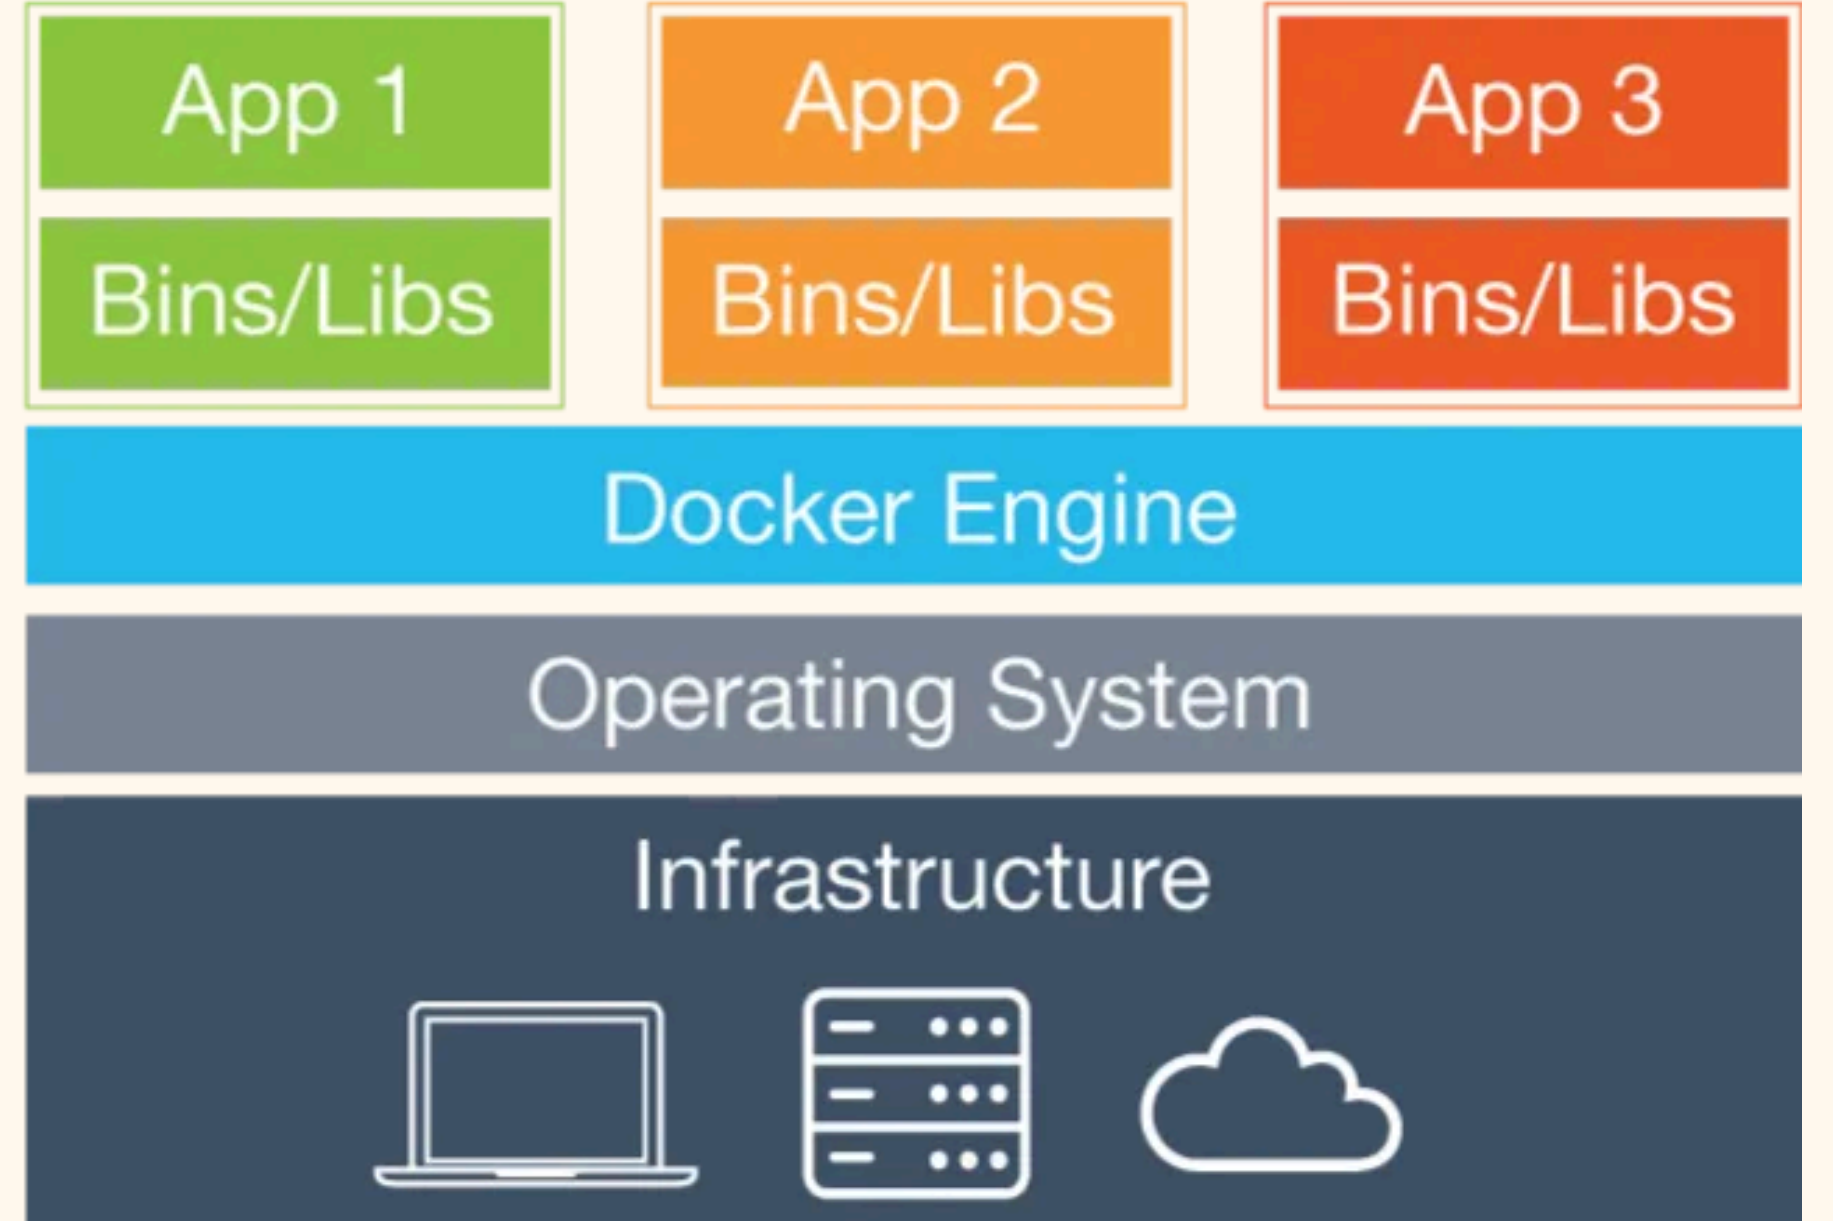 App 1
App 2
App 3
Bins/Libs
Bins/Libs
Bins/Libs
Docker Engine
Operating System
Infrastructure